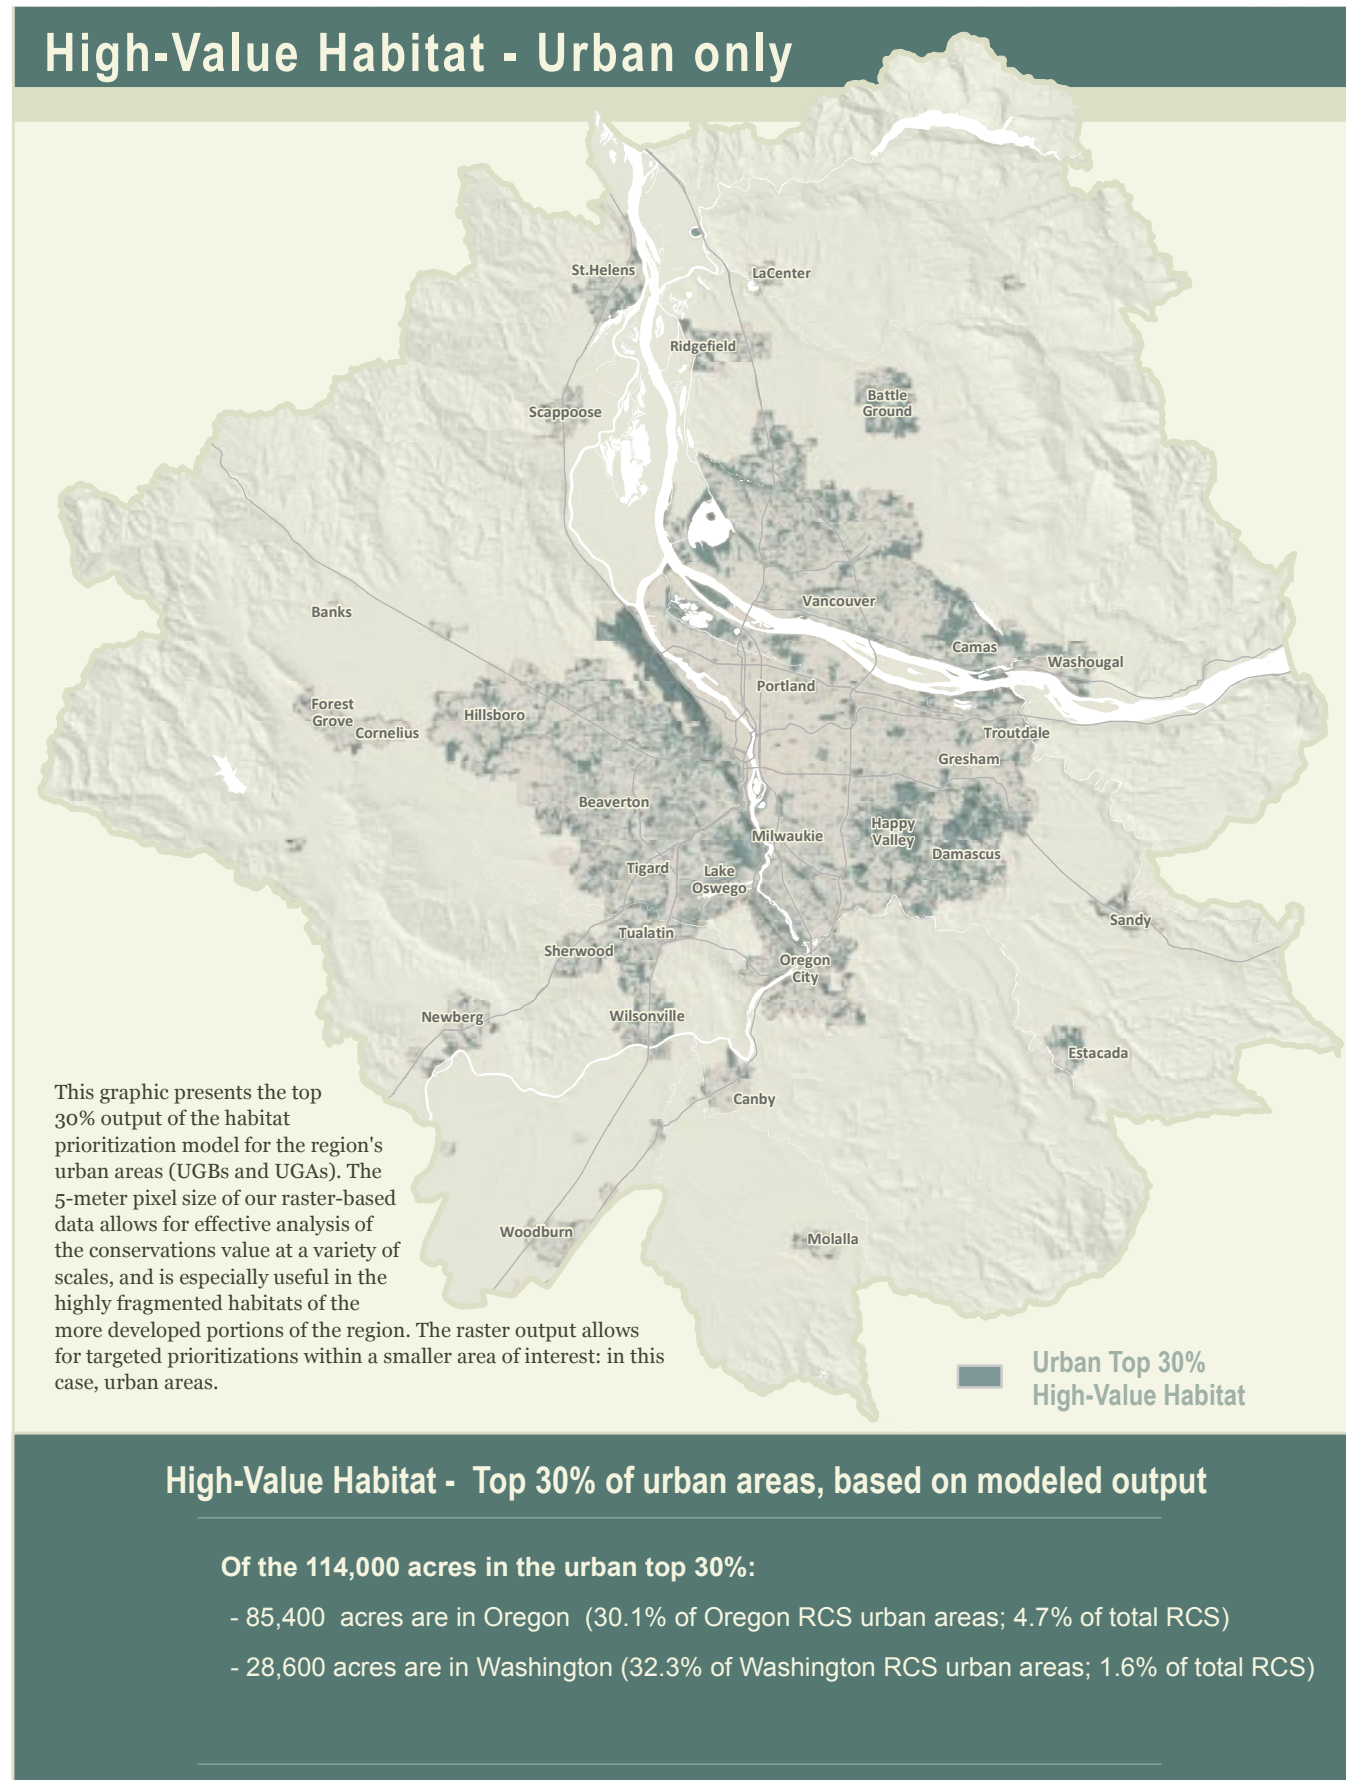 High-Value Habitat - Urban only
St.Helens
LaCenter
Ridgefield
Battle
Ground
Scappoose
Vancouver
Banks
Camas
Washougal
Portland
Forest
Grove
Cornelius
Hillsboro
Troutdale
Gresham
Beaverton
Milwaukie
Happy
Valley
Damascus
Tigard
Lake
Oswego
Sandy
Tualatin
Sherwood
Oregon
City
Newberg
Wilsonville
Estacada
Canby
Woodburn
Molalla
This graphic presents the top
30% output of the habitat
prioritization model for the region's
urban areas (UGBs and UGAs). The
5-meter pixel size of our raster-based
data allows for effective analysis of
the conservations value at a variety of
scales, and is especially useful in the
highly fragmented habitats of the
more developed portions of the region. The raster output allows
for targeted prioritizations within a smaller area of interest: in this
case, urban areas.
Urban Top 30%
High-Value Habitat
High-Value Habitat - Top 30% of urban areas, based on modeled output
Of the 114,000 acres in the urban top 30%:
- 85,400 acres are in Oregon (30.1% of Oregon RCS urban areas; 4.7% of total RCS)
- 28,600 acres are in Washington (32.3% of Washington RCS urban areas; 1.6% of total RCS)